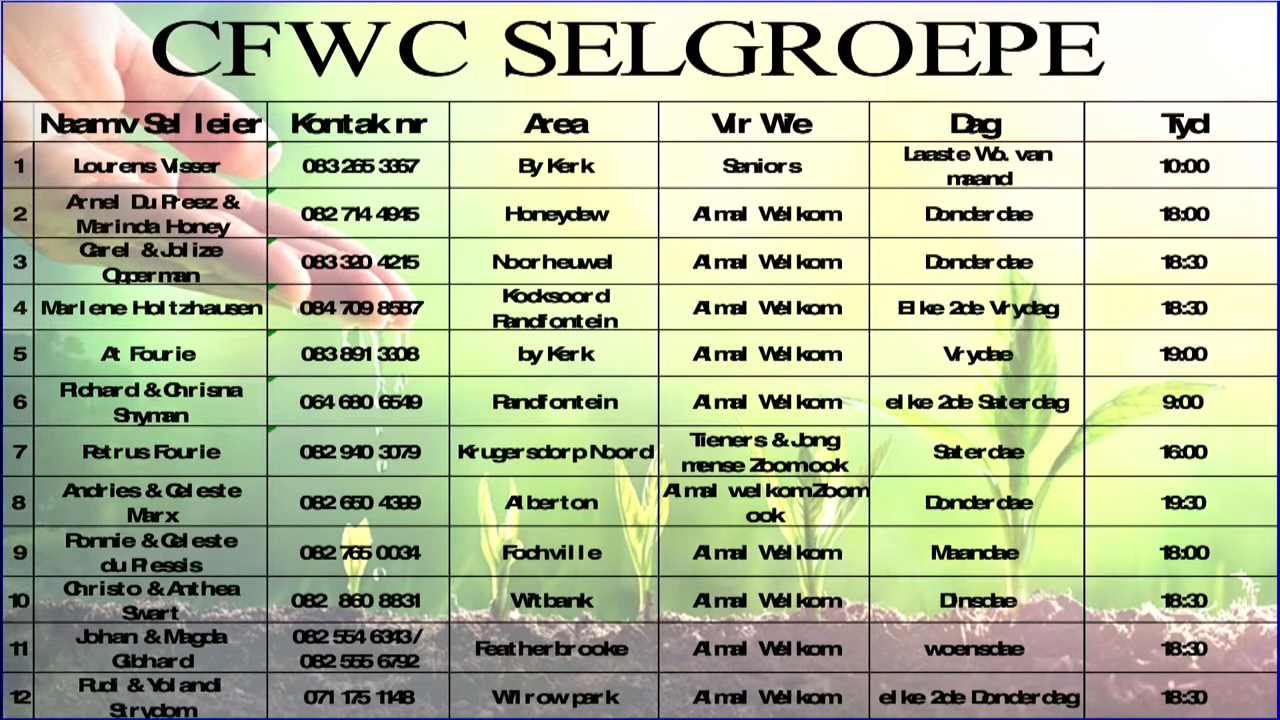 CFWC SELGROEPE
Naam v Sel leier Kontak nr Area Vir Wie Dag Tyd
1 Lourens Visser 083 265 3367 By Kerk Seniors Laaste Wo. van maand 10:00
2 Arnel Du Preez & Marinda Honey 082 714 4945 Honeydew Almal Welkom Donderdae 18:00
3 Carel & Jolize Opperman 083 320 4215 Noorheuwel Almal Welkom Donderdae 18:30
4 Marlene Holtzhausen 084 709 8587 Kocksoord Randfontein Almal Welkom Elke 2de Vrydag 18:30
5 At Fourie 083 891 3308 by Kerk Almal Welkom Vrydae 19:00
6 Richard & Chrisna Snyman 064 680 6549 Randfontein Almal Welkom elke 2de Saterdag 9:00
7 Petrus Fourie 082 940 3079 Krugersdorp Noord Tieners & Jong mense Zoom ook Saterdae 16:00
8 Andries & Celeste Marx 082 650 4399 Alberton Almal welkom Zoom ook Donderdae 19:30
9 Ronnie & Celeste du Plessis 082 765 0034 Fochville Almal Welkom Maandae 18:00
10 Christo & Anthea Swart 082 860 8831 Witbank Almal Welkom Dinsdae 18:30
11 Johan & Magda Gibhard 082 554 6343 / 082 555 6792 Featherbrooke Almal Welkom woensdae 18:30
12 Rudi & Yolandi Strydom 071 175 1148 Wilrowpark Almal Welkom elke 2de Donderdag 18:30